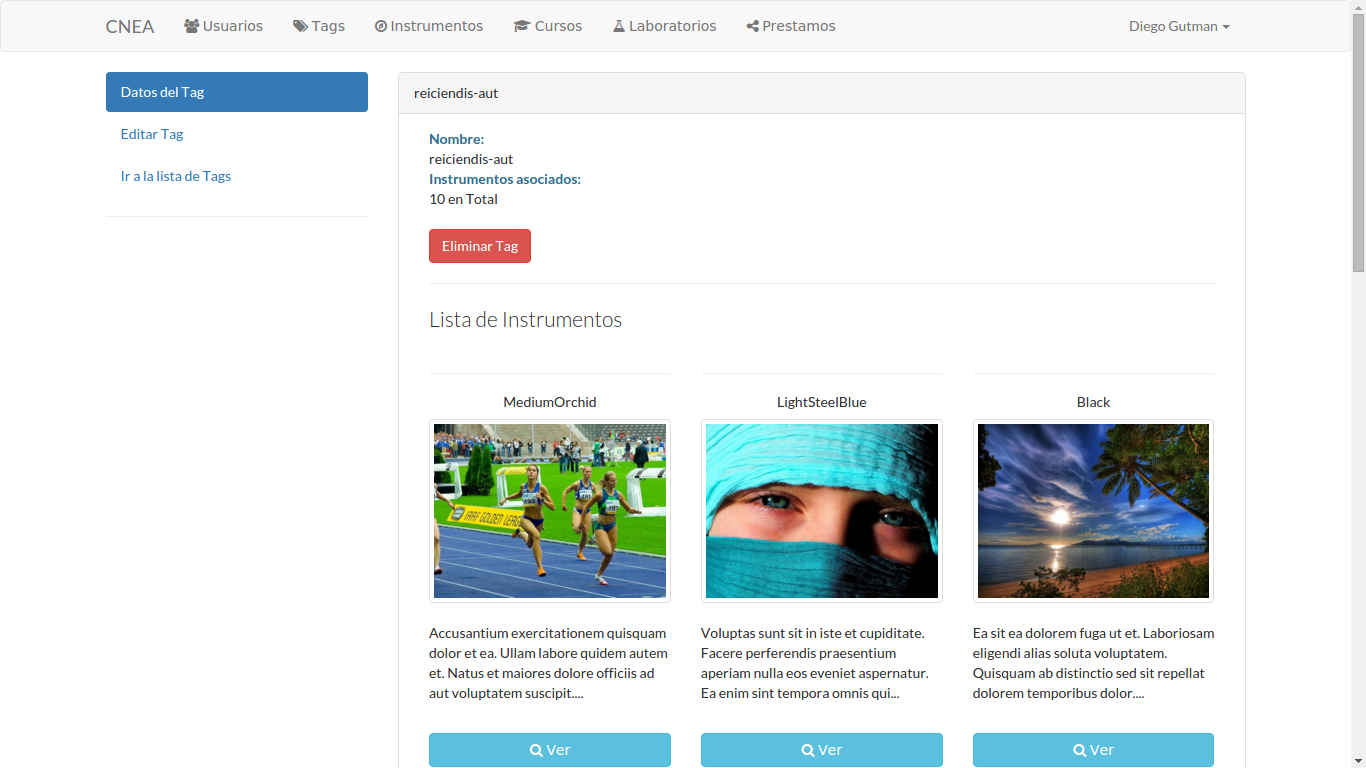 CNEA Usuarios Tags Instrumentos Cursos Laboratorios Prestamos Diego Gutman
Datos del Tag
Editar Tag
Ir a la lista de Tags
reiciendis-aut
Nombre:
reiciendis-aut
Instrumentos asociados:
10 en Total
Eliminar Tag
Lista de Instrumentos
MediumOrchid
IAAF GOLDEN LEAGUE
Accusantium exercitationem quisquam
dolor et ea. Ullam labore quidem autem
et. Natus et maiores dolore officiis ad
aut voluptatem suscipit....
Ver
LightSteelBlue
Voluptas sunt sit in iste et cupiditate.
Facere perferendis praesentium
aperiam nulla eos eveniet aspernatur.
Ea enim sint tempora omnis qui...
Ver
Black
Ea sit ea dolorem fuga ut et. Laboriosam
eligendi alias soluta voluptatem.
Quisquam ab distinctio sed sit repellat
dolorem temporibus dolor....
Ver